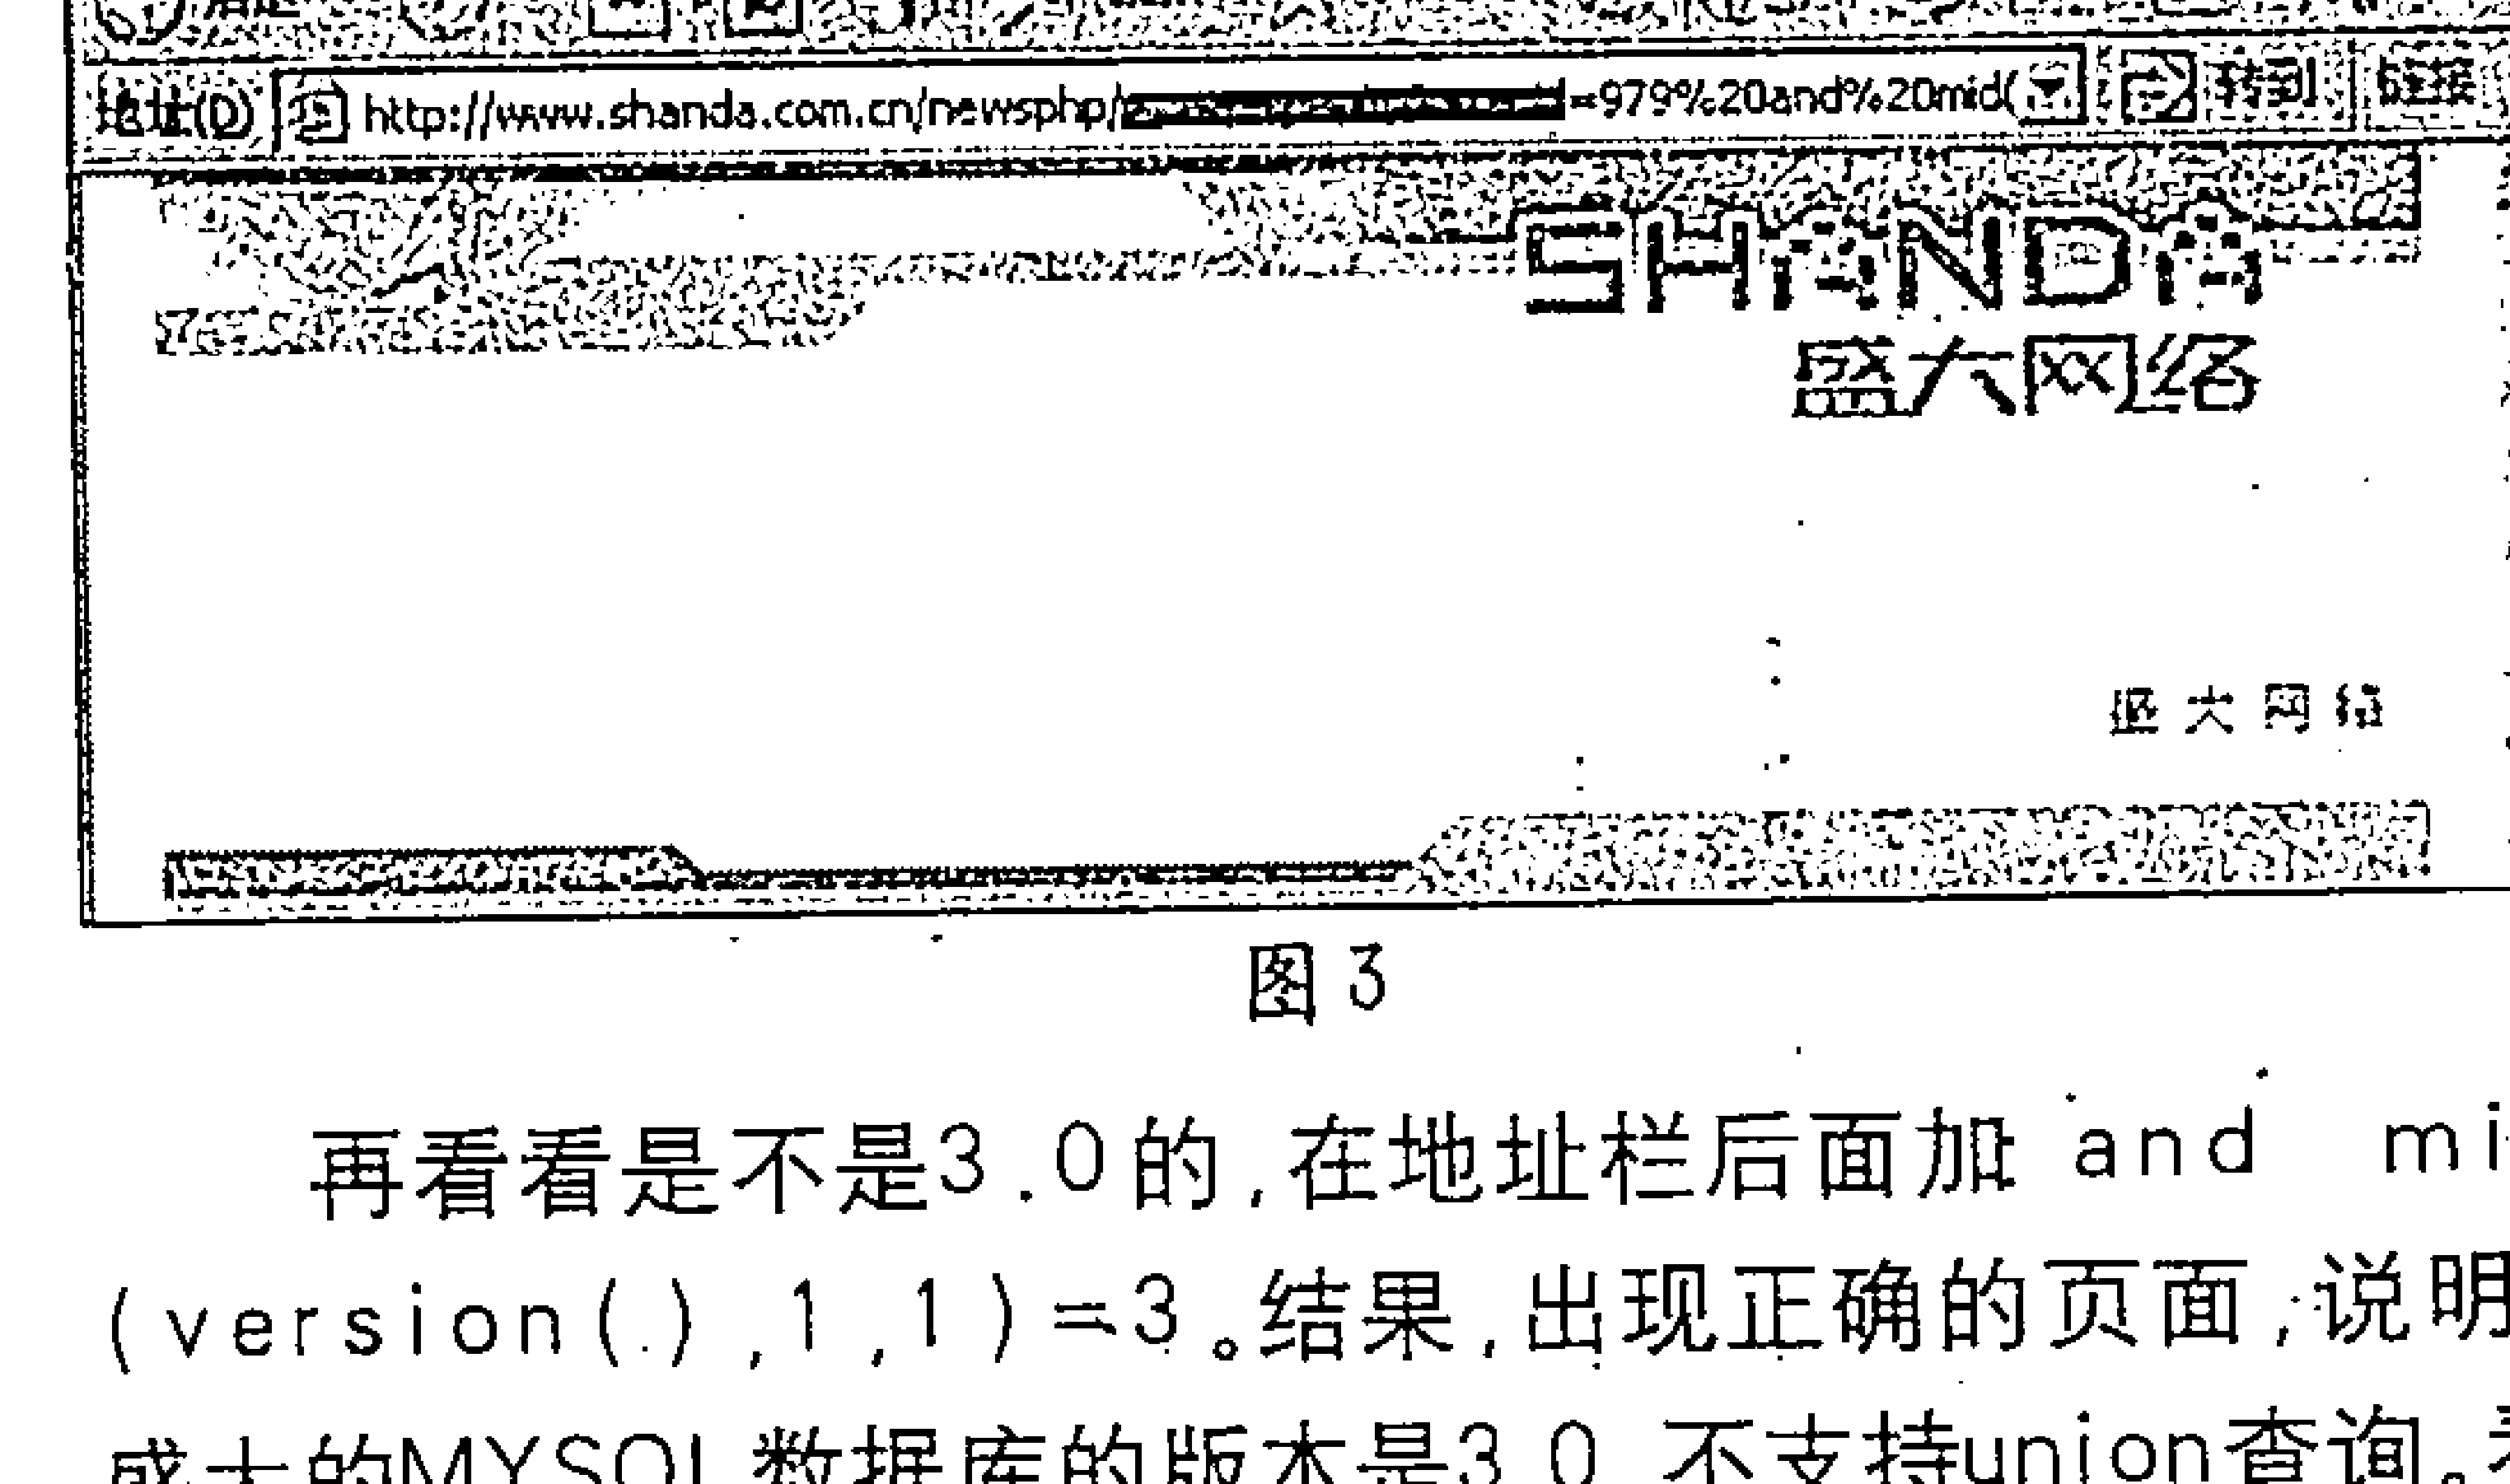 地址(D) http://www.shanda.com.cn/newsphp/ =979%20and%20mid( 转到
SHANDA
盛大网络
盛大网络
图3
再看看是不是3.0的,在地址栏后面加 and mi
(version(),1,1)=3。结果,出现正确的页面,说明
盛大的MYSQL数据库的版本是3.0 不支持union查询。